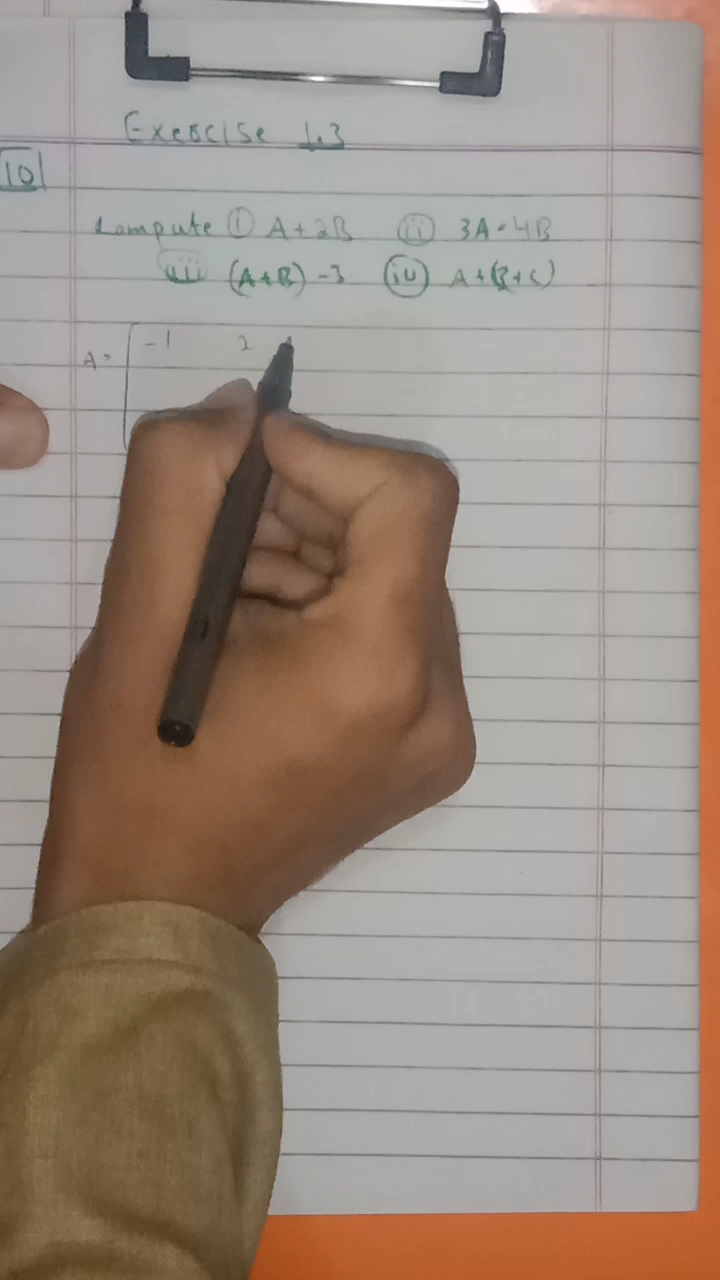 Exercise 1.3
10
Compute (i) A+2B (ii) 3A-4B
(iii) (A+B)-3 (iv) A+(B+C)
A= [ -1 2